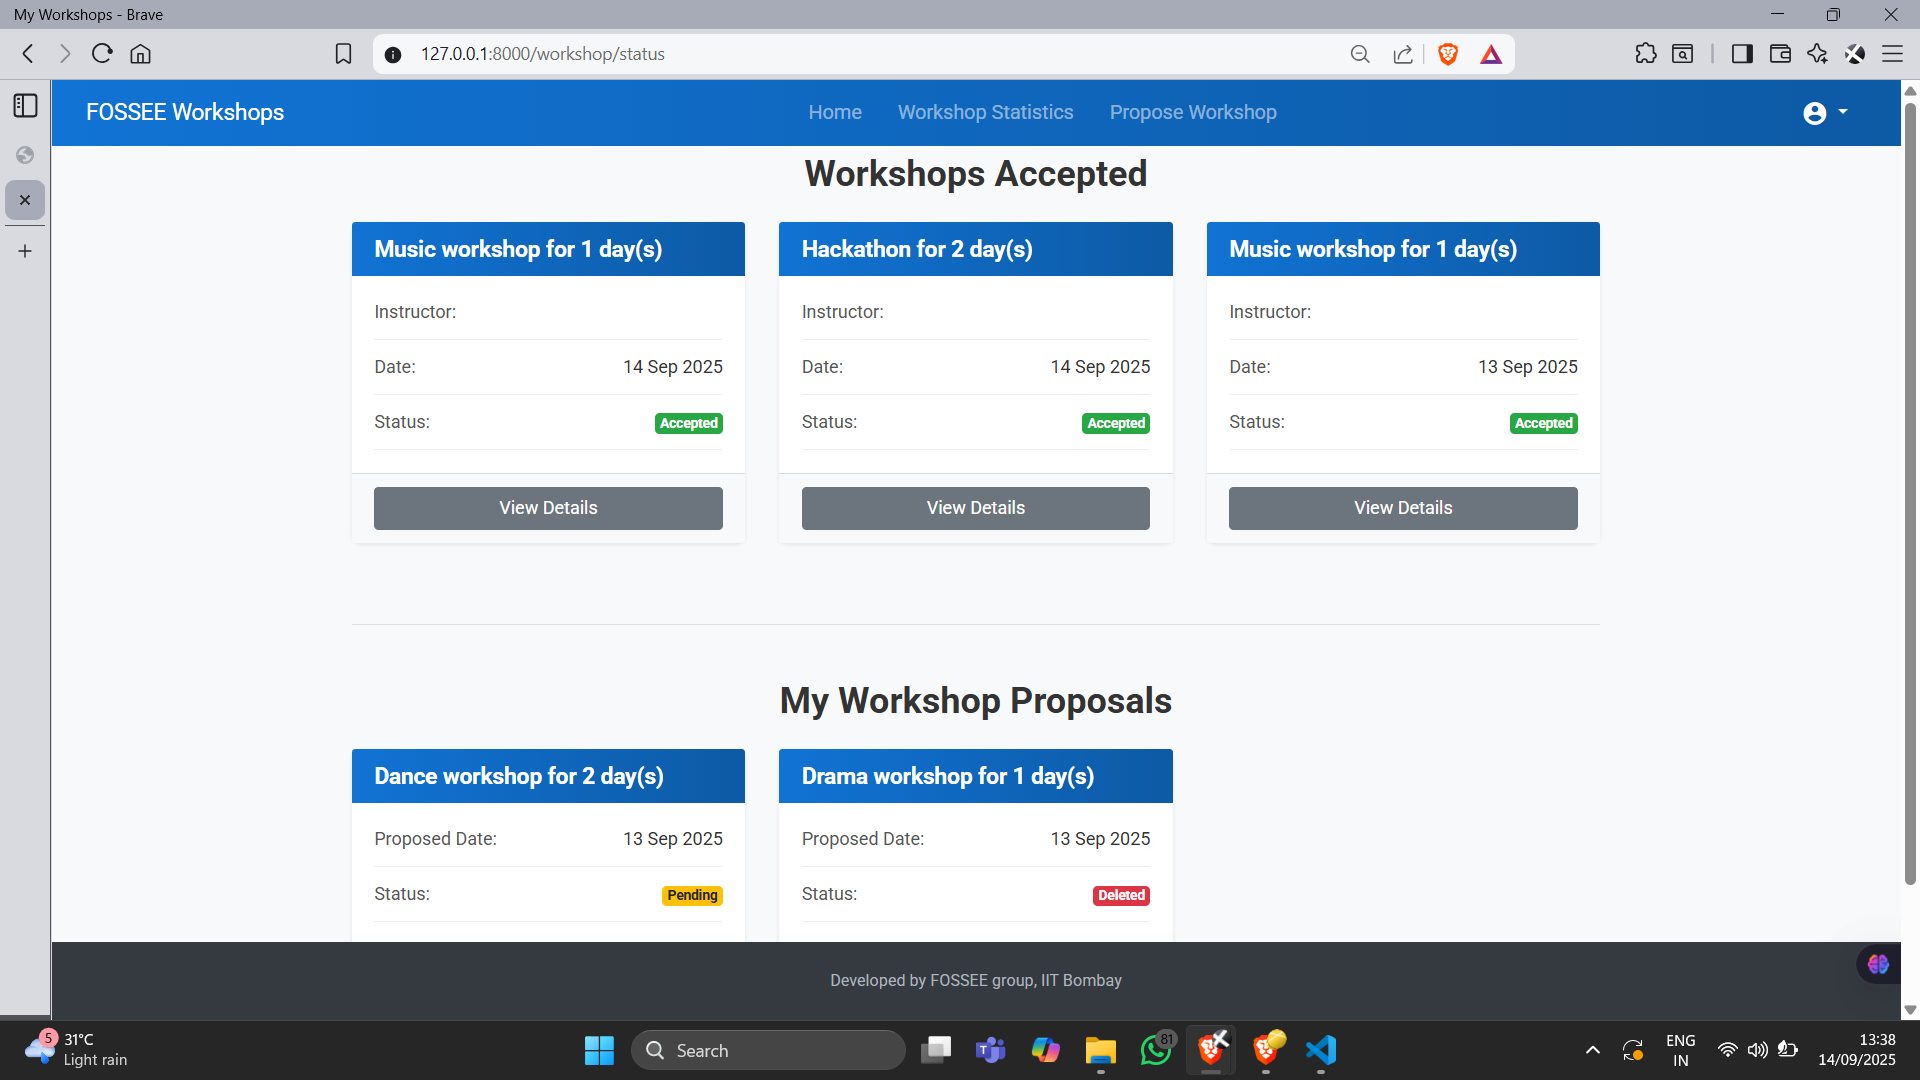 My Workshops - Brave
127.0.0.1:8000/workshop/status
FOSSEE Workshops
Home Workshop Statistics Propose Workshop
Workshops Accepted
Music workshop for 1 day(s)
Instructor:
Date: 14 Sep 2025
Status: Accepted
View Details
Hackathon for 2 day(s)
Instructor:
Date: 14 Sep 2025
Status: Accepted
View Details
Music workshop for 1 day(s)
Instructor:
Date: 13 Sep 2025
Status: Accepted
View Details
My Workshop Proposals
Dance workshop for 2 day(s)
Proposed Date: 13 Sep 2025
Status: Pending
Drama workshop for 1 day(s)
Proposed Date: 13 Sep 2025
Status: Deleted
Developed by FOSSEE group, IIT Bombay
5
31°C
Light rain
Search
81
ENG
IN
13:38
14/09/2025